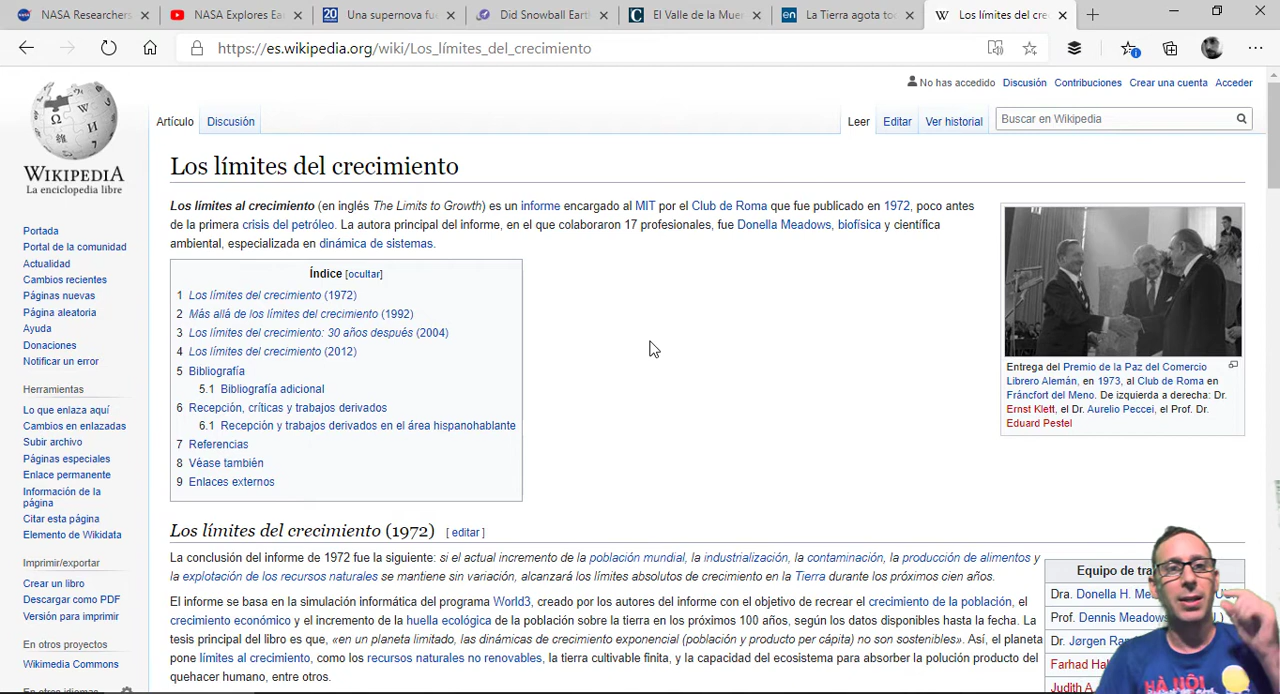 NASA Researchers
NASA Explores Ea
20 Una supernova fu
Did Snowball Eart
C El Valle de la Mue
en La Tierra agota to
W Los límites del cre
https://es.wikipedia.org/wiki/Los_límites_del_crecimiento
No has accedido Discusión Contribuciones Crear una cuenta Acceder
Artículo Discusión Leer Editar Ver historial Buscar en Wikipedia
WIKIPEDIA
La enciclopedia libre
Portada
Portal de la comunidad
Actualidad
Cambios recientes
Páginas nuevas
Página aleatoria
Ayuda
Donaciones
Notificar un error
Herramientas
Lo que enlaza aquí
Cambios en enlazadas
Subir archivo
Páginas especiales
Enlace permanente
Información de la
página
Citar esta página
Elemento de Wikidata
Imprimir/exportar
Crear un libro
Descargar como PDF
Versión para imprimir
En otros proyectos
Wikimedia Commons
En otros idiomas
Los límites del crecimiento
Los límites al crecimiento (en inglés The Limits to Growth) es un informe encargado al MIT por el Club de Roma que fue publicado en 1972, poco antes
de la primera crisis del petróleo. La autora principal del informe, en el que colaboraron 17 profesionales, fue Donella Meadows, biofísica y científica
ambiental, especializada en dinámica de sistemas.
Índice [ocultar]
1 Los límites del crecimiento (1972)
2 Más allá de los límites del crecimiento (1992)
3 Los límites del crecimiento: 30 años después (2004)
4 Los límites del crecimiento (2012)
5 Bibliografía
5.1 Bibliografía adicional
6 Recepción, críticas y trabajos derivados
6.1 Recepción y trabajos derivados en el área hispanohablante
7 Referencias
8 Véase también
9 Enlaces externos
Entrega del Premio de la Paz del Comercio
Librero Alemán, en 1973, al Club de Roma en
Fráncfort del Meno. De izquierda a derecha: Dr.
Ernst Klett, el Dr. Aurelio Peccei, el Prof. Dr.
Eduard Pestel
Los límites del crecimiento (1972) [ editar ]
La conclusión del informe de 1972 fue la siguiente: si el actual incremento de la población mundial, la industrialización, la contaminación, la producción de alimentos y
la explotación de los recursos naturales se mantiene sin variación, alcanzará los límites absolutos de crecimiento en la Tierra durante los próximos cien años.
El informe se basa en la simulación informática del programa World3, creado por los autores del informe con el objetivo de recrear el crecimiento de la población, el
crecimiento económico y el incremento de la huella ecológica de la población sobre la tierra en los próximos 100 años, según los datos disponibles hasta la fecha. La
tesis principal del libro es que, «en un planeta limitado, las dinámicas de crecimiento exponencial (población y producto per cápita) no son sostenibles». Así, el planeta
pone límites al crecimiento, como los recursos naturales no renovables, la tierra cultivable finita, y la capacidad del ecosistema para absorber la polución producto del
quehacer humano, entre otros.
Equipo de
Dra. Donella H.
Prof. Dennis Meadows
Dr. Jørgen
Farhad
Judith A
HÀ NỘI